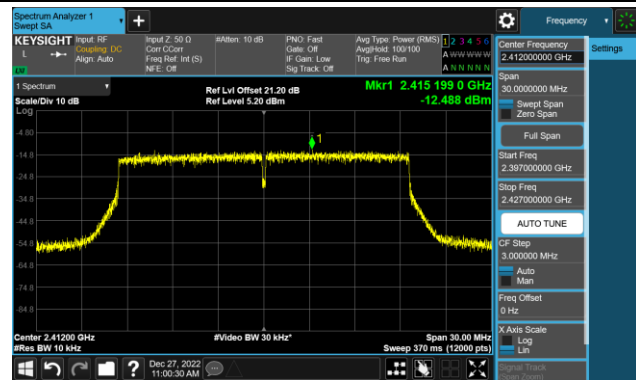 Spectrum Analyzer 1
Swept SA
Frequency
KEYSIGHT
L
Input: RF
Coupling: DC
Align: Auto
Input Z: 50 Ω
Corr CCorr
Freq Ref: Int (S)
NFE: Off
#Atten: 10 dB
PNO: Fast
Gate: Off
IF Gain: Low
Sig Track: Off
Avg Type: Power (RMS)
Avg|Hold: 100/100
Trig: Free Run
1 2 3 4 5 6
A W W W W W
A N N N N N
1 Spectrum
Scale/Div 10 dB
Log
Ref Lvl Offset 21.20 dB
Ref Level 5.20 dBm
Mkr1 2.415 199 0 GHz
-12.488 dBm
1
-4.80
-14.8
-24.8
-34.8
-44.8
-54.8
-64.8
-74.8
-84.8
Center 2.41200 GHz
#Res BW 10 kHz
#Video BW 30 kHz*
Span 30.00 MHz
Sweep 370 ms (12000 pts)
Center Frequency
2.412000000 GHz
Settings
Span
30.0000000 MHz
Swept Span
Zero Span
Full Span
Start Freq
2.397000000 GHz
Stop Freq
2.427000000 GHz
AUTO TUNE
CF Step
3.000000 MHz
Auto
Man
Freq Offset
0 Hz
X Axis Scale
Log
Lin
Signal Track
(Span Zoom)
?
Dec 27, 2022
11:00:30 AM